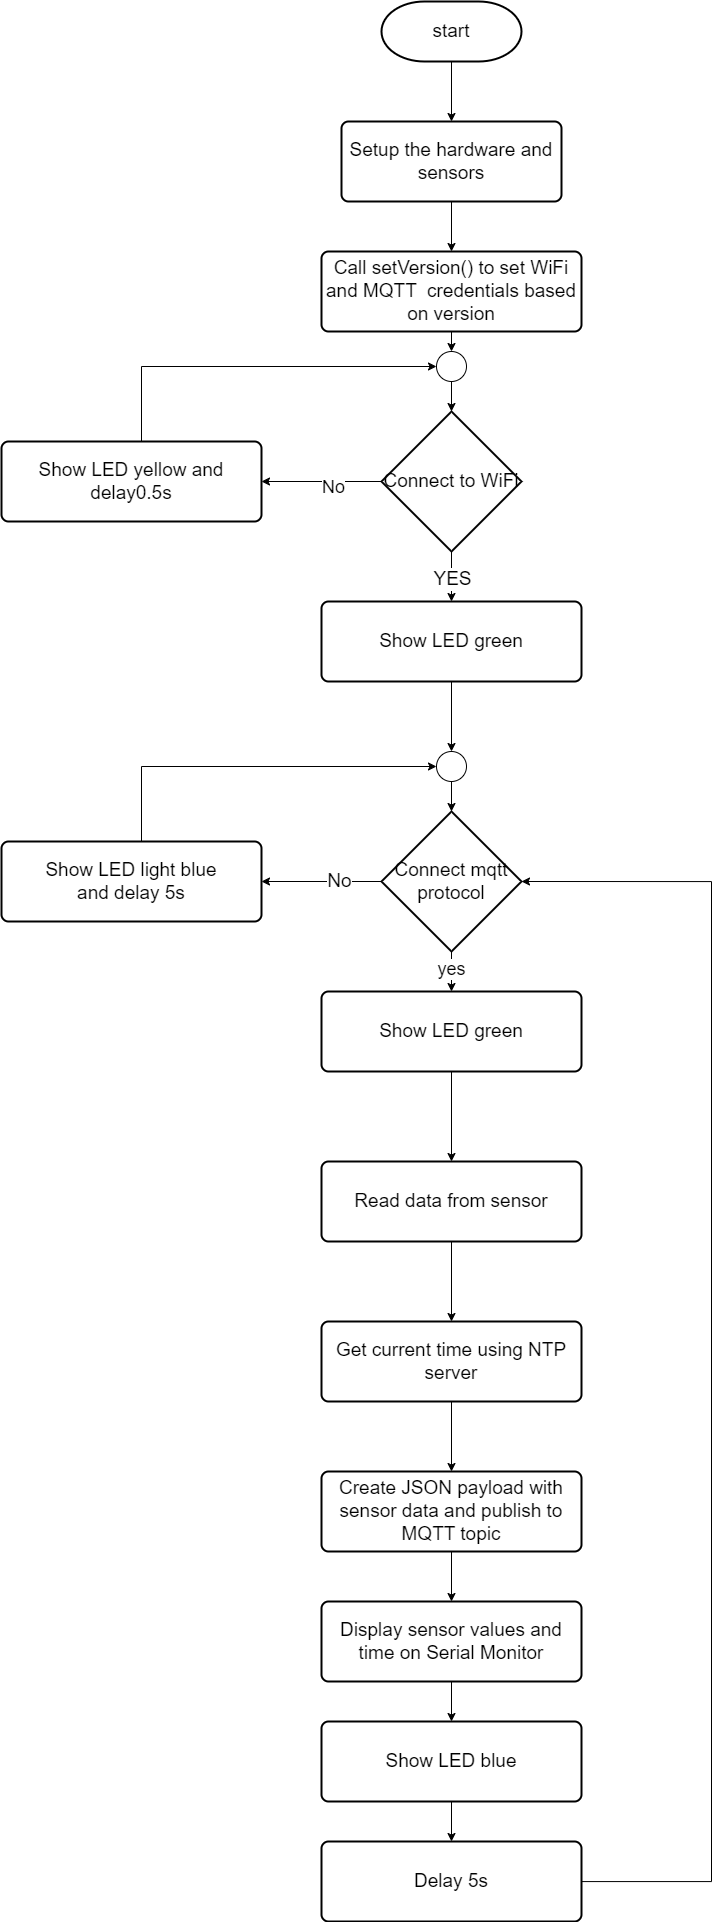 start
Setup the hardware and
sensors
Call setVersion() to set WiFi
and MQTT  credentials based
on version
Connect to WiFi
No
Show LED yellow and
delay0.5s
YES
Show LED green
Connect mqtt
protocol
No
Show LED light blue
and delay 5s
yes
Show LED green
Read data from sensor
Get current time using NTP
server
Create JSON payload with
sensor data and publish to
MQTT topic
Display sensor values and
time on Serial Monitor
Show LED blue
Delay 5s